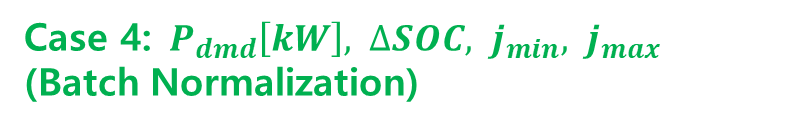 Case 4: P_dmd[kW], ΔSOC, j_min, j_max
(Batch Normalization)